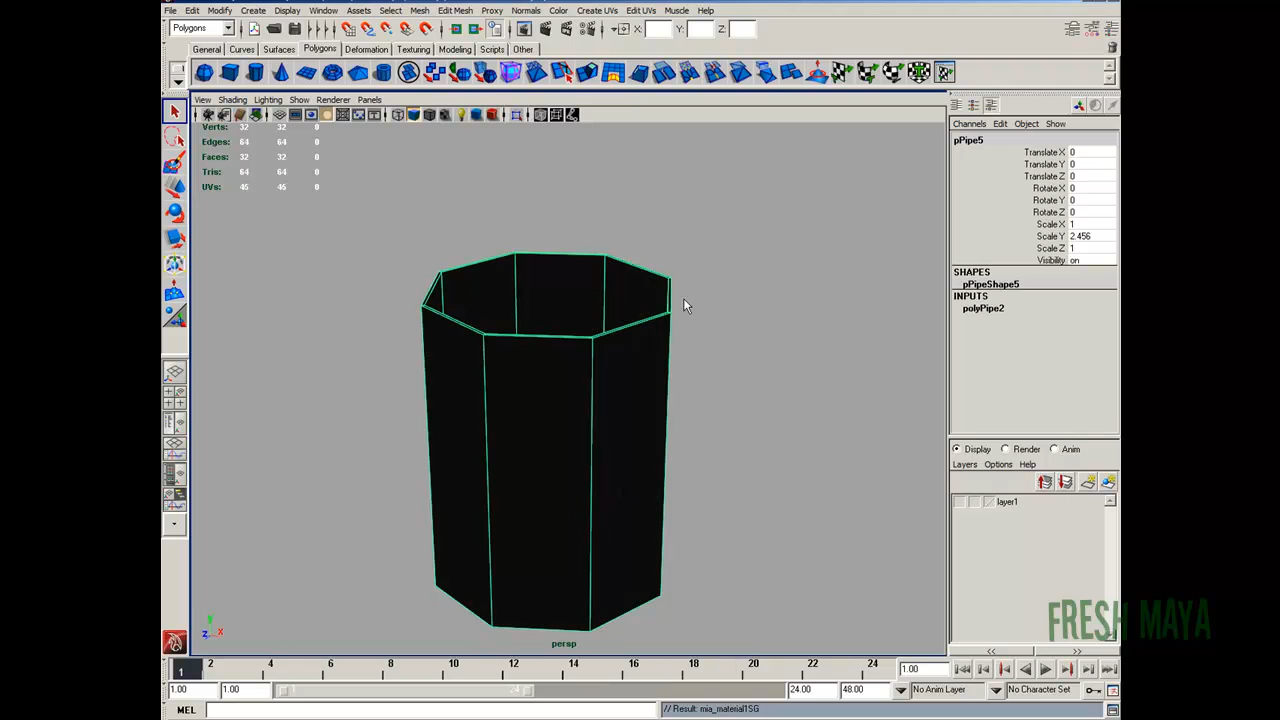 File Edit Modify Create Display Window Assets Select Mesh Edit Mesh Proxy Normals Color Create UVs Edit UVs Muscle Help
Polygons X: Y: Z:
General Curves Surfaces Polygons Deformation Texturing Modeling Scripts Other
View Shading Lighting Show Renderer Panels
Verts: 32 32 0
Edges: 64 64 0
Faces: 32 32 0
Tris: 64 64 0
UVs: 45 45 0
persp
Channels Edit Object Show
pPipe5
Translate X 0
Translate Y 0
Translate Z 0
Rotate X 0
Rotate Y 0
Rotate Z 0
Scale X 1
Scale Y 2.456
Scale Z 1
Visibility on
SHAPES
pPipeShape5
INPUTS
polyPipe2
Display Render Anim
Layers Options Help
layer1
FRESH MAYA
<< >>
1 2 4 6 8 10 12 14 16 18 20 22 24 1.00
1.00 1.00 24 24.00 48.00 No Anim Layer No Character Set
MEL // Result: mia_material1SG